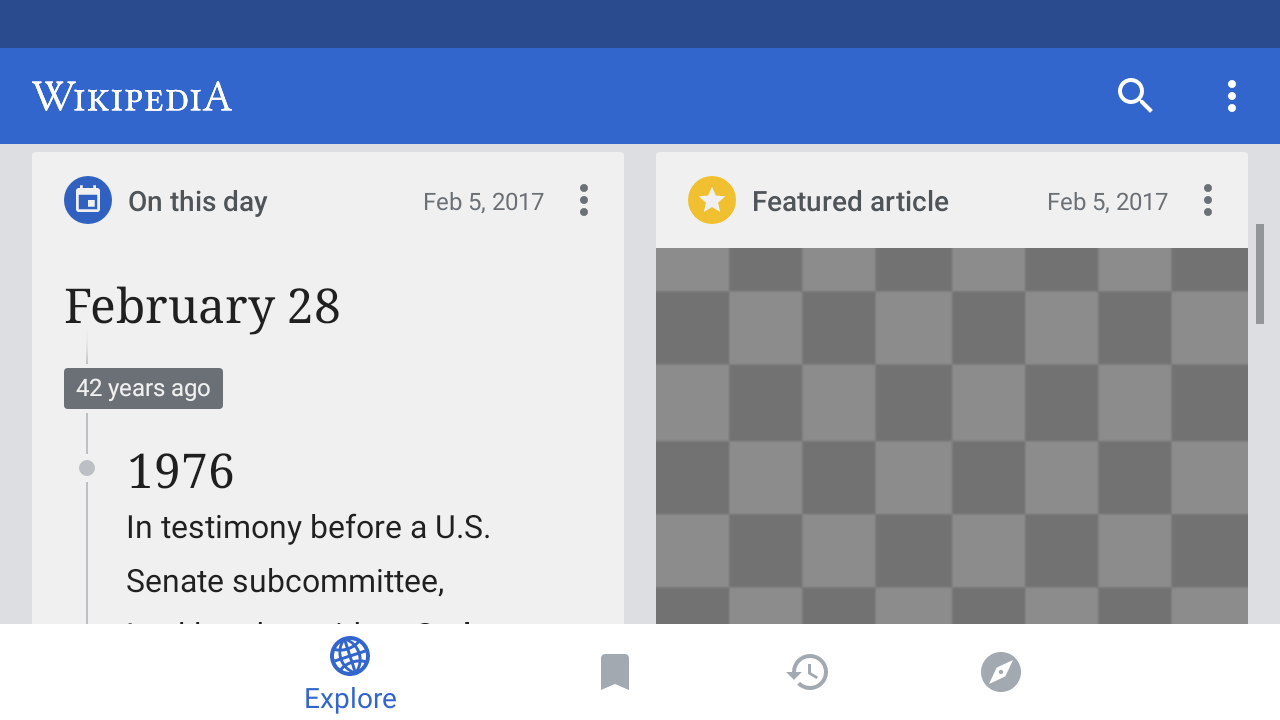 WIKIPEDIA
On this day
Feb 5, 2017
February 28
42 years ago
1976
In testimony before a U.S.
Senate subcommittee,
Featured article
Feb 5, 2017
Explore